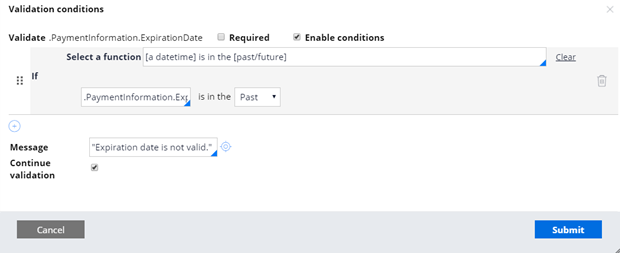 Validation conditions
Validate .PaymentInformation.ExpirationDate Required Enable conditions
Select a function [a datetime] is in the [past/future] Clear
If
.PaymentInformation.Exp is in the Past
Message "Expiration date is not valid."
Continue
validation
Cancel Submit